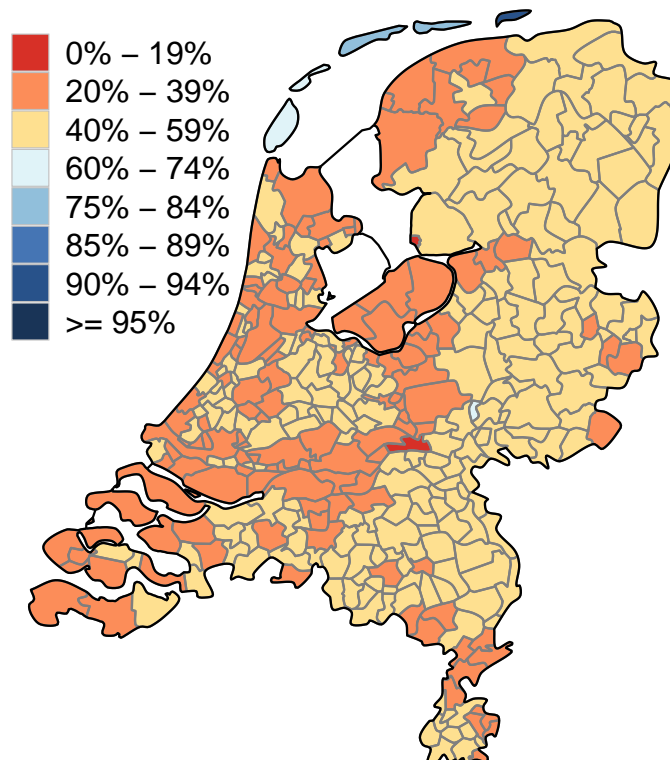 0% – 19%
20% – 39%
40% – 59%
60% – 74%
75% – 84%
85% – 89%
90% – 94%
>= 95%